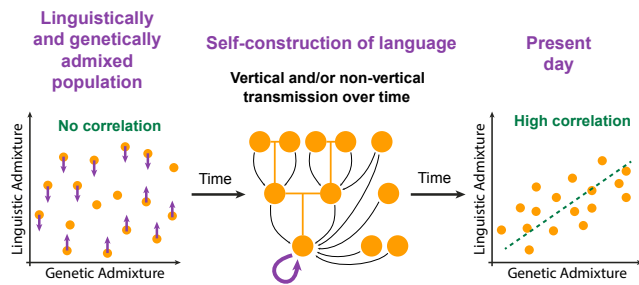 Linguistically
and genetically
admixed
population
Self-construction of language
Present
day
Vertical and/or non-vertical
transmission over time
No correlation
High correlation
Linguistic Admixture
Genetic Admixture
Time
Time
Linguistic Admixture
Genetic Admixture